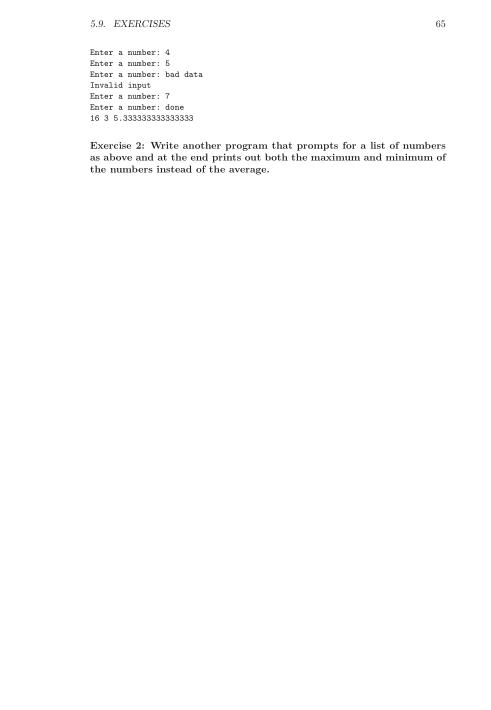 5.9. EXERCISES 65
Enter a number: 4
Enter a number: 5
Enter a number: bad data
Invalid input
Enter a number: 7
Enter a number: done
16 3 5.333333333333333
Exercise 2: Write another program that prompts for a list of numbers
as above and at the end prints out both the maximum and minimum of
the numbers instead of the average.